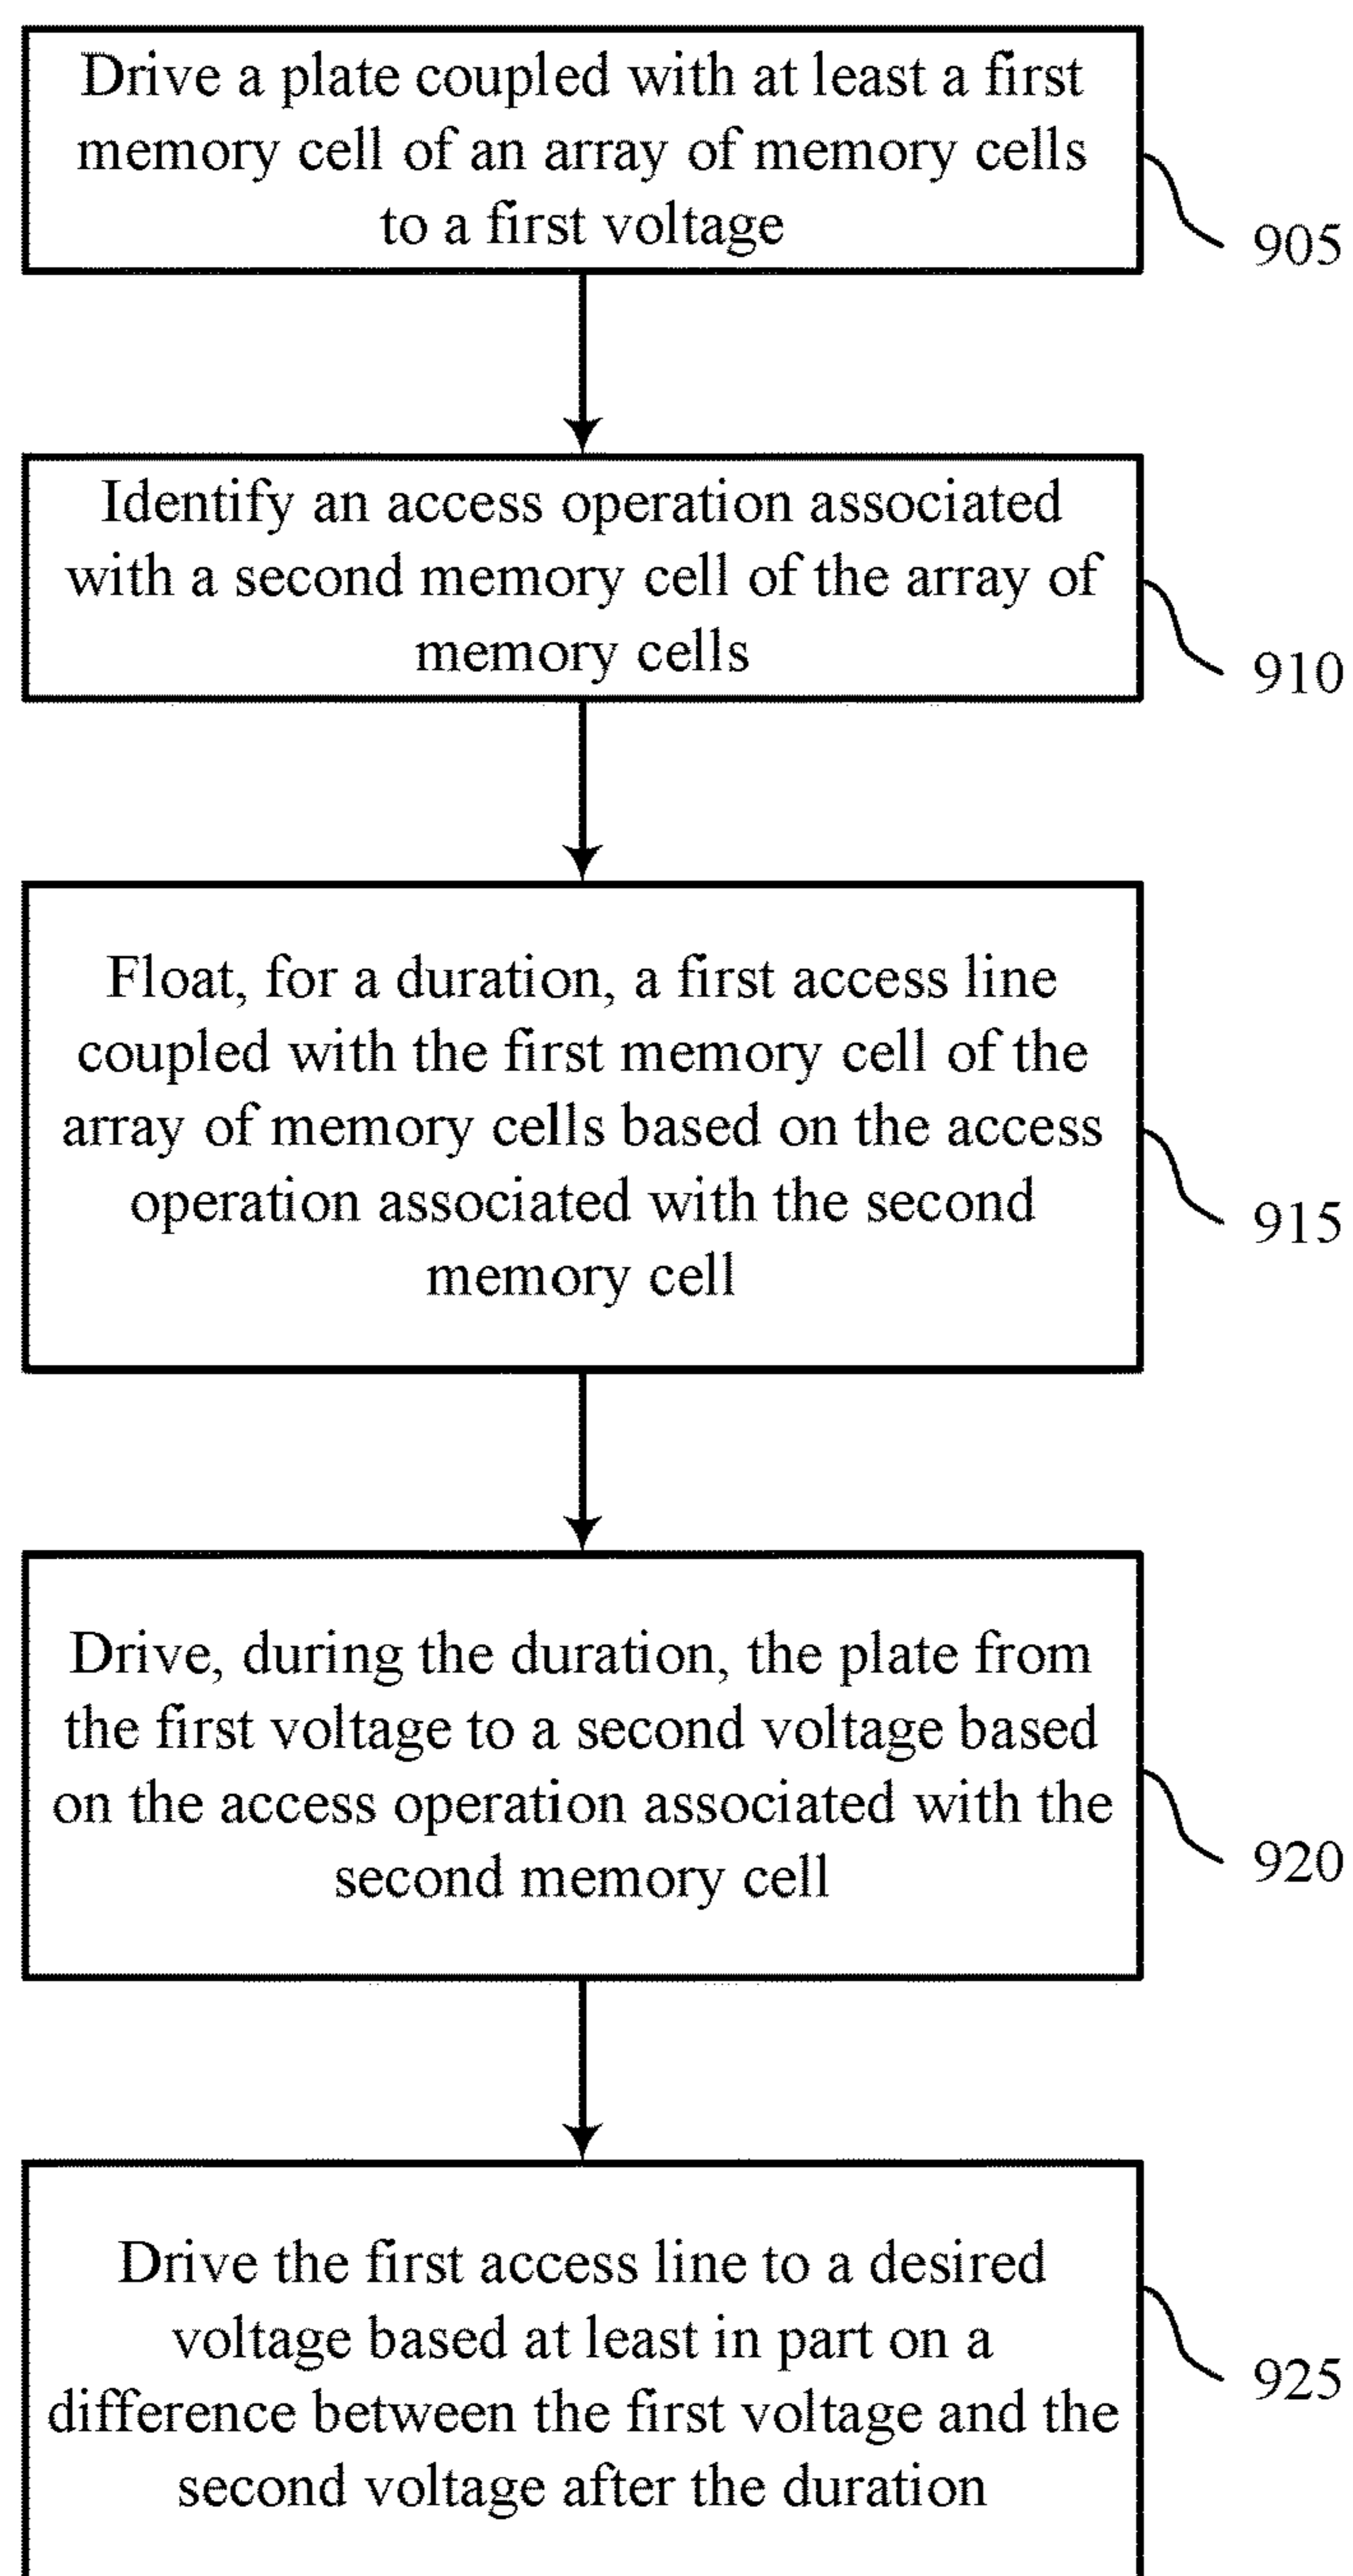 Drive a plate coupled with at least a first
memory cell of an array of memory cells
to a first voltage
905
Identify an access operation associated
with a second memory cell of the array of
memory cells
910
Float, for a duration, a first access line
coupled with the first memory cell of the
array of memory cells based on the access
operation associated with the second
memory cell
915
Drive, during the duration, the plate from
the first voltage to a second voltage based
on the access operation associated with the
second memory cell
920
Drive the first access line to a desired
voltage based at least in part on a
difference between the first voltage and the
second voltage after the duration
925